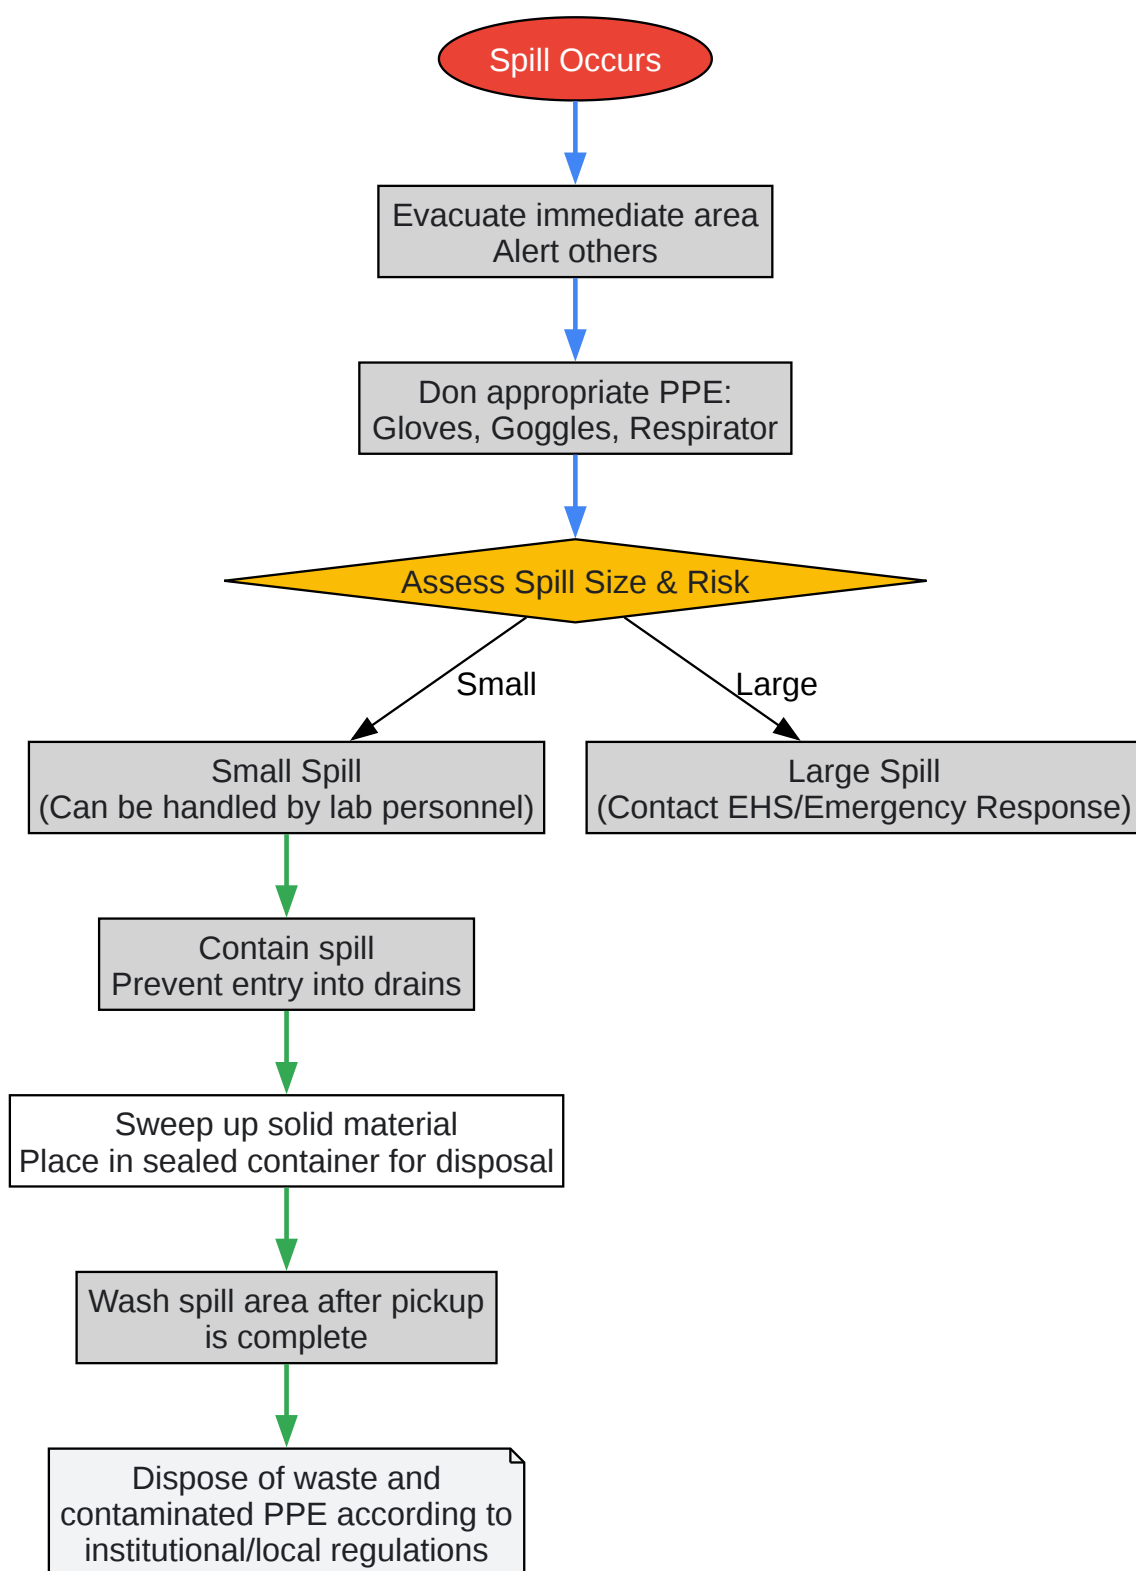 Spill Occurs
Evacuate immediate area
Alert others
Don appropriate PPE:
Gloves, Goggles, Respirator
Assess Spill Size & Risk
Small
Large
Small Spill
(Can be handled by lab personnel)
Large Spill
(Contact EHS/Emergency Response)
Contain spill
Prevent entry into drains
Sweep up solid material
Place in sealed container for disposal
Wash spill area after pickup
is complete
Dispose of waste and
contaminated PPE according to
institutional/local regulations